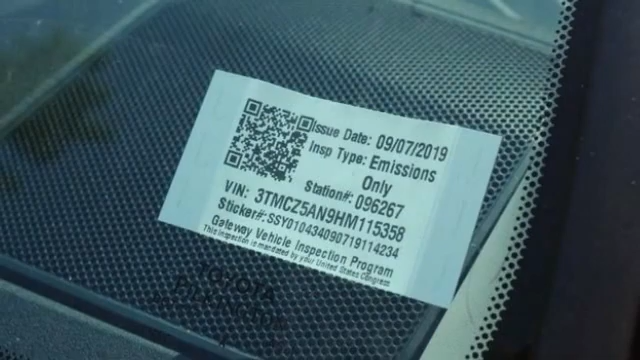 Issue Date: 09/07/2019
Insp Type: Emissions
Only
Station#: 096267
VIN: 3TMCZ5AN9HM115358
Sticker#: SSY010434090719114234
Gateway Vehicle Inspection Program
This inspection is mandated by your United States Congress
TOYOTA